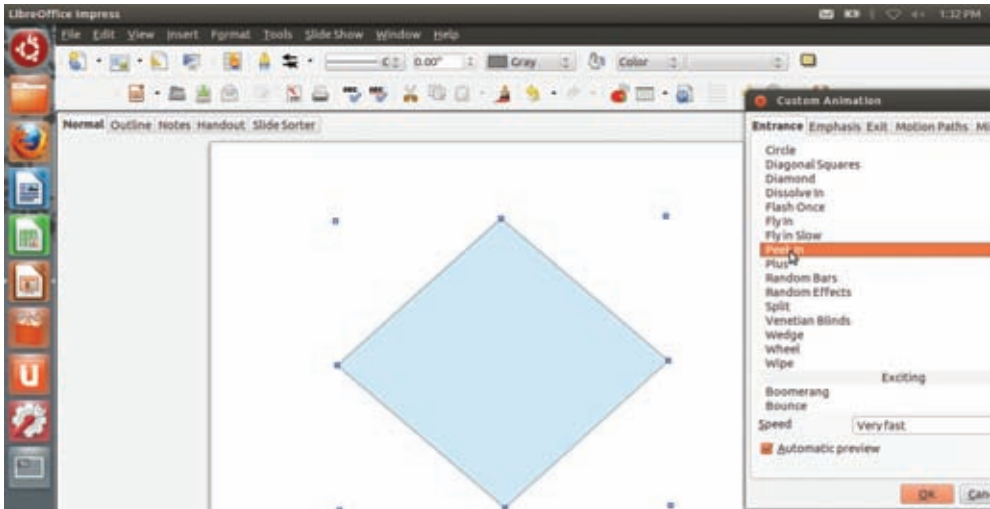 LibreOffice Impress 1:32 PM
File Edit View Insert Format Tools Slide Show Window Help
0.00" Gray Color
Custom Animation
Normal Outline Notes Handout Slide Sorter
Entrance Emphasis Exit Motion Paths Mi
Circle
Diagonal Squares
Diamond
Dissolve In
Flash Once
Fly In
Fly in Slow
Peek In
Plus
Random Bars
Random Effects
Split
Venetian Blinds
Wedge
Wheel
Wipe
Exciting
Boomerang
Bounce
Speed Very fast
Automatic preview
OK Can